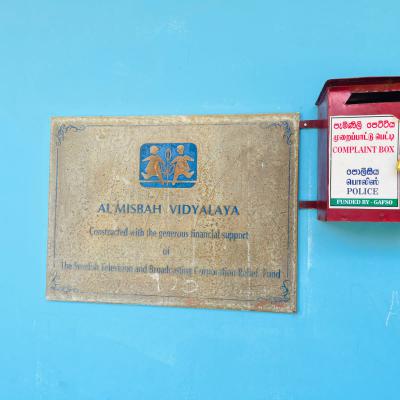 AL MISBAH VIDYALAYA
Constructed with the generous financial support
of
The Swedish Television and Broadcasting Corporation Relief Fund
පැමිණිලි පෙට්ටිය
முறைப்பாட்டு பெட்டி
COMPLAINT BOX
පොලීසිය
பொலிஸ்
POLICE
FUNDED BY - GAFSO